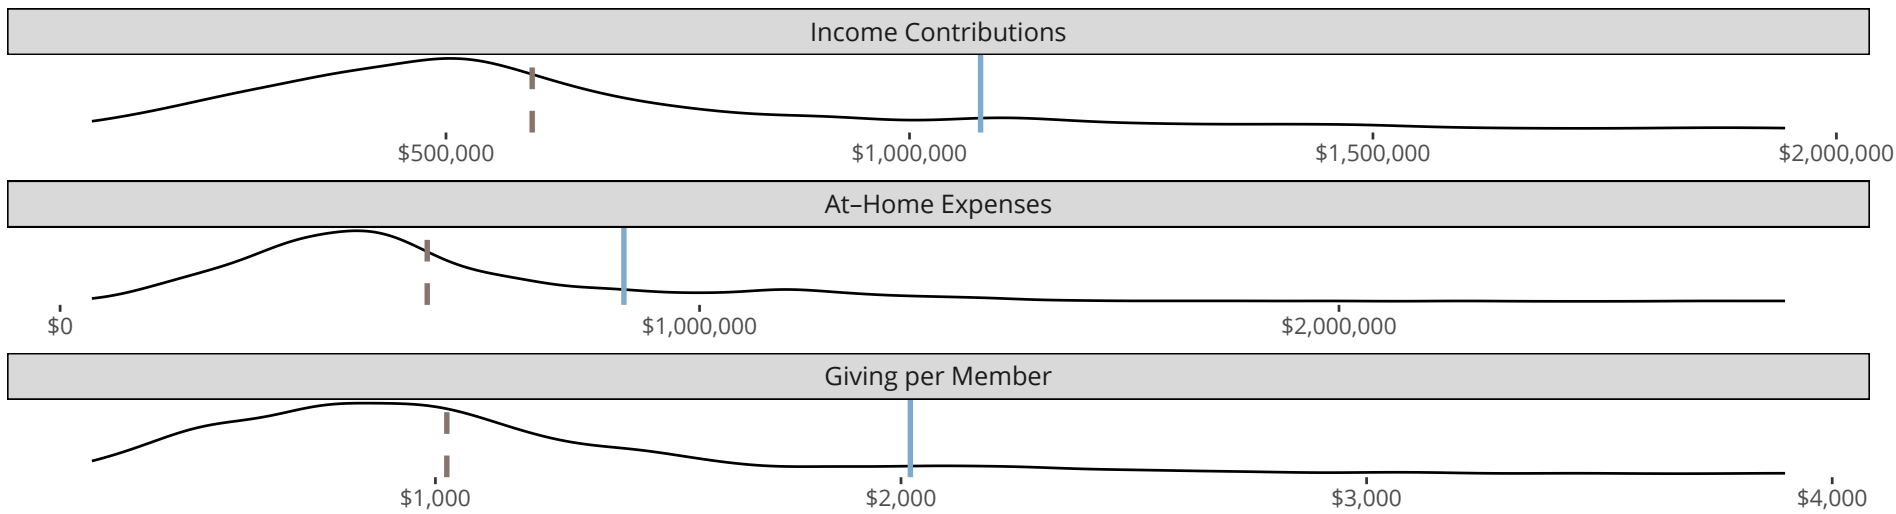 Income Contributions
$500,000 $1,000,000 $1,500,000 $2,000,000
At–Home Expenses
$0 $1,000,000 $2,000,000
Giving per Member
$1,000 $2,000 $3,000 $4,000